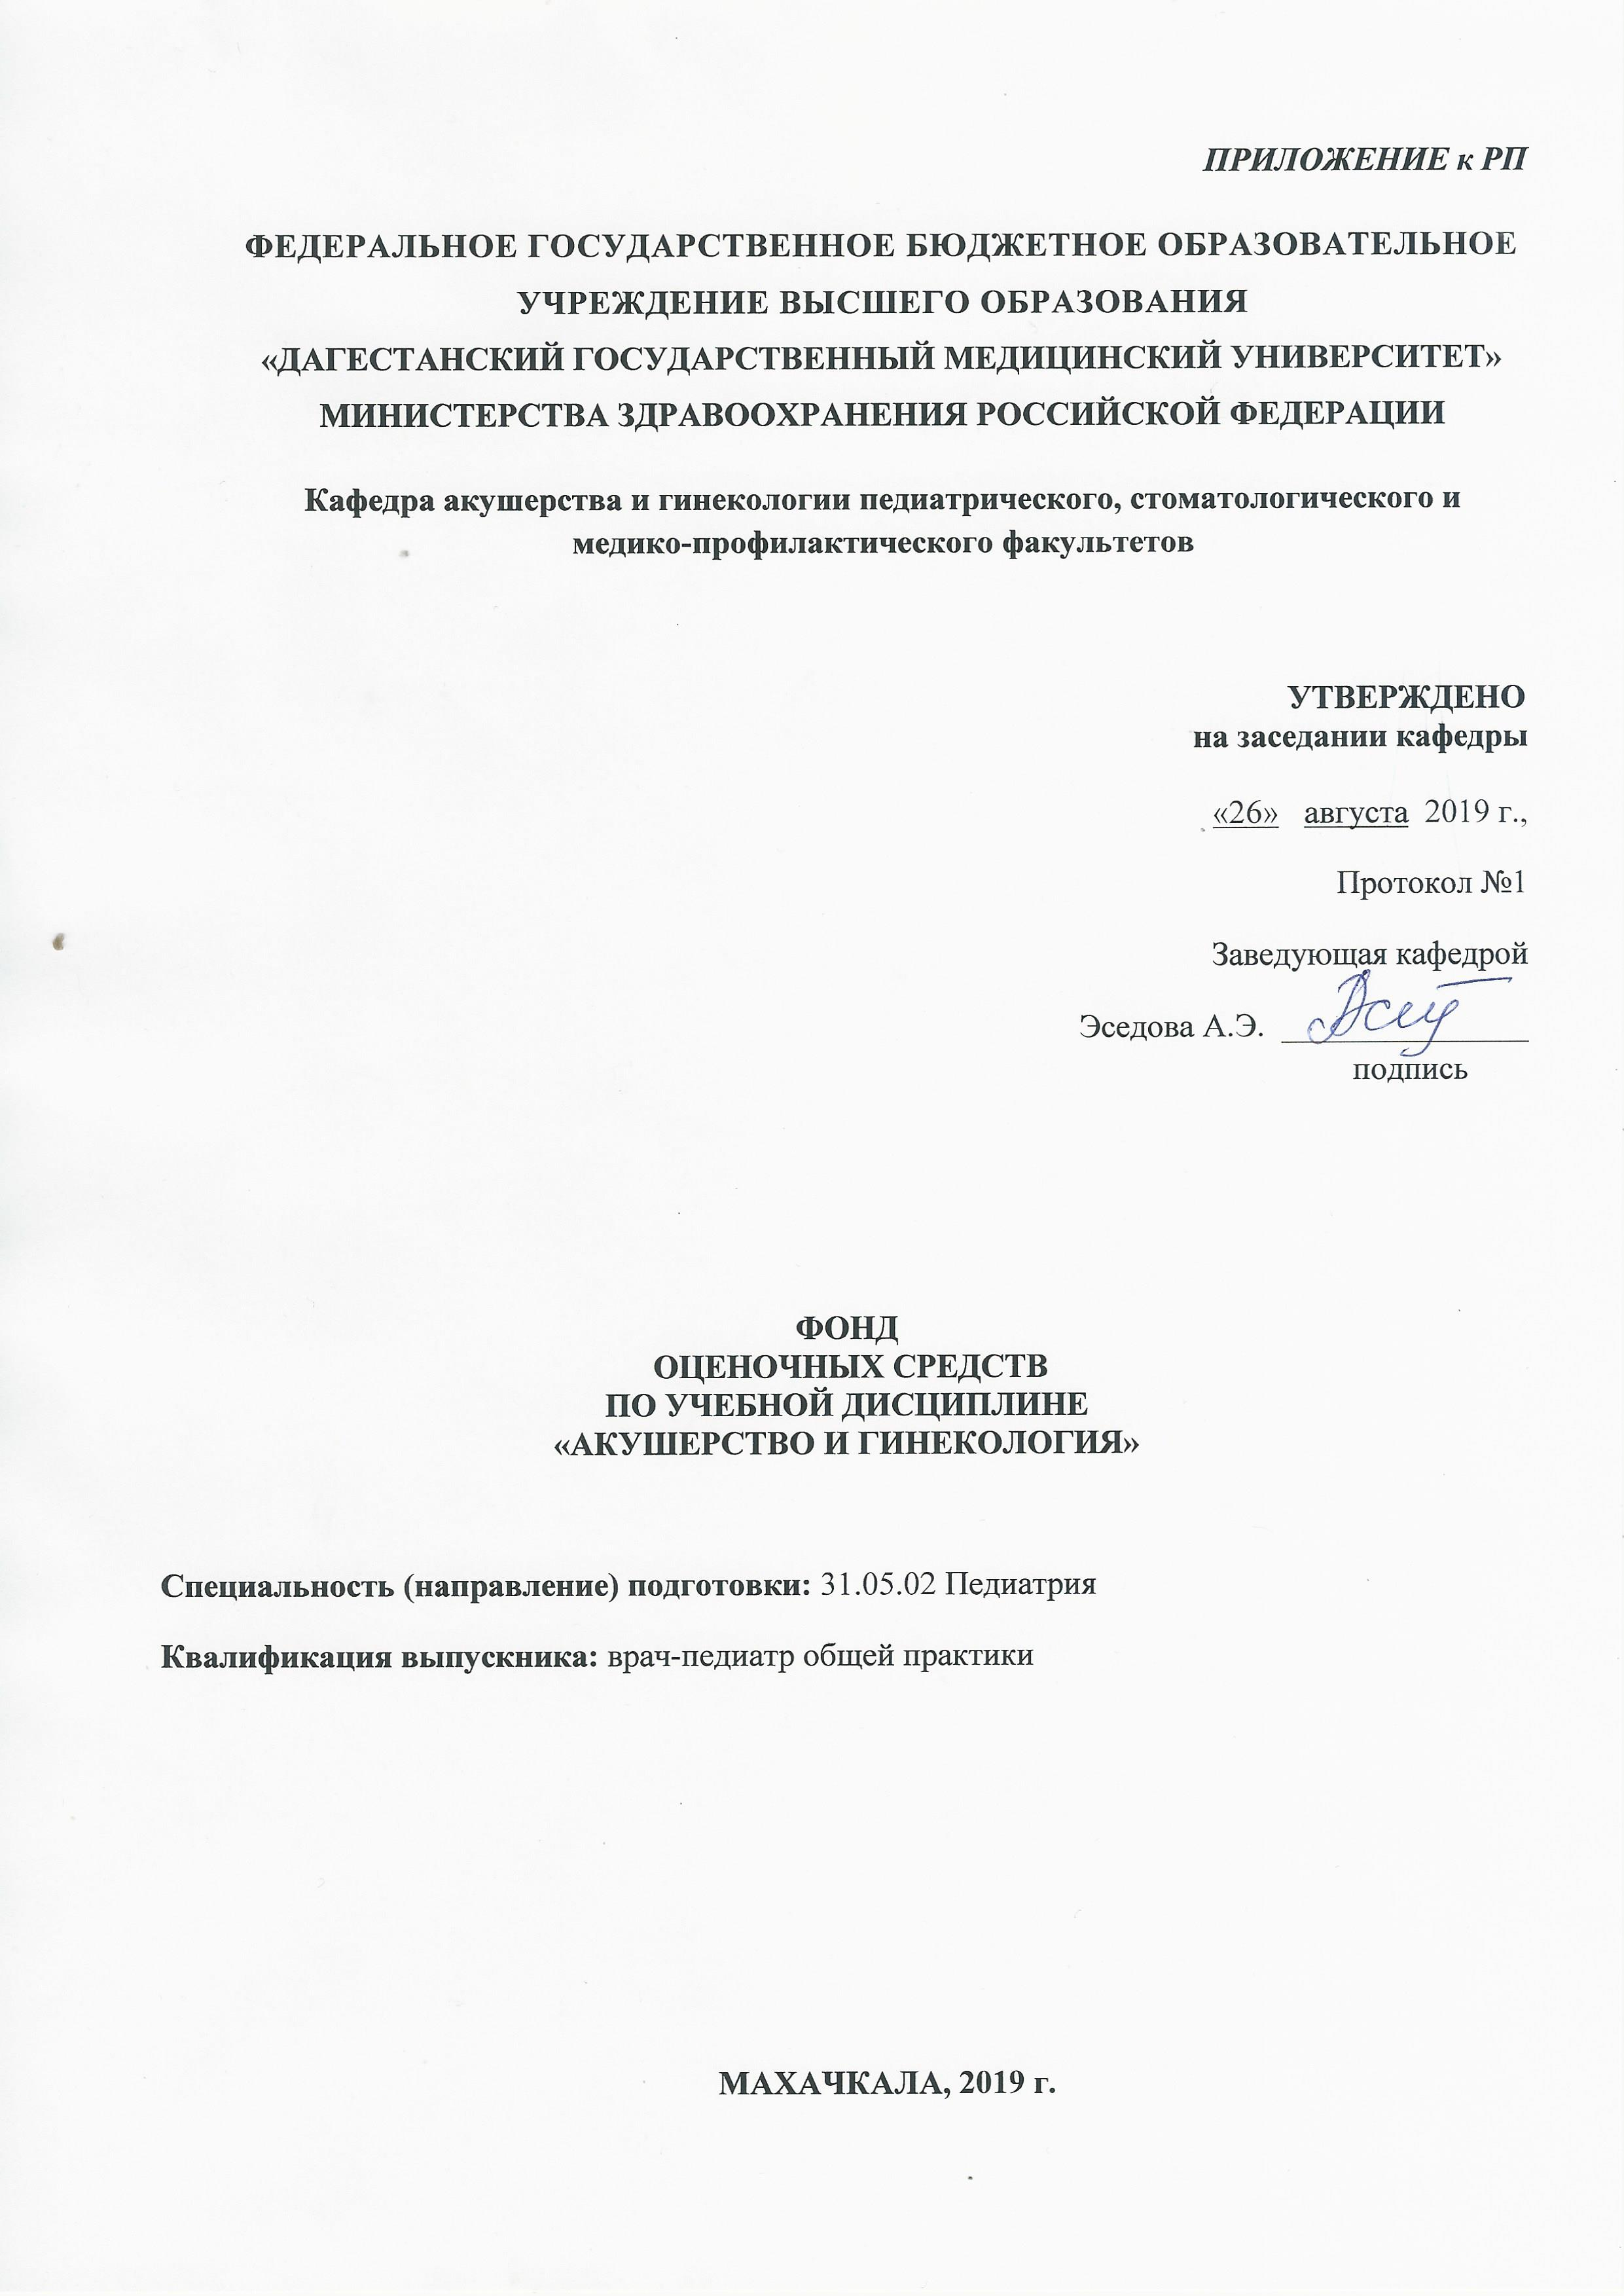 ПРИЛОЖЕНИЕ к РП
ФЕДЕРАЛЬНОЕ ГОСУДАРСТВЕННОЕ БЮДЖЕТНОЕ ОБРАЗОВАТЕЛЬНОЕ
УЧРЕЖДЕНИЕ ВЫСШЕГО ОБРАЗОВАНИЯ
«ДАГЕСТАНСКИЙ ГОСУДАРСТВЕННЫЙ МЕДИЦИНСКИЙ УНИВЕРСИТЕТ»
МИНИСТЕРСТВА ЗДРАВООХРАНЕНИЯ РОССИЙСКОЙ ФЕДЕРАЦИИ
Кафедра акушерства и гинекологии педиатрического, стоматологического и
медико-профилактического факультетов
УТВЕРЖДЕНО
на заседании кафедры
«26» августа 2019 г.,
Протокол №1
Заведующая кафедрой
Эседова А.Э.
подпись
ФОНД
ОЦЕНОЧНЫХ СРЕДСТВ
ПО УЧЕБНОЙ ДИСЦИПЛИНЕ
«АКУШЕРСТВО И ГИНЕКОЛОГИЯ»
Специальность (направление) подготовки: 31.05.02 Педиатрия
Квалификация выпускника: врач-педиатр общей практики
МАХАЧКАЛА, 2019 г.